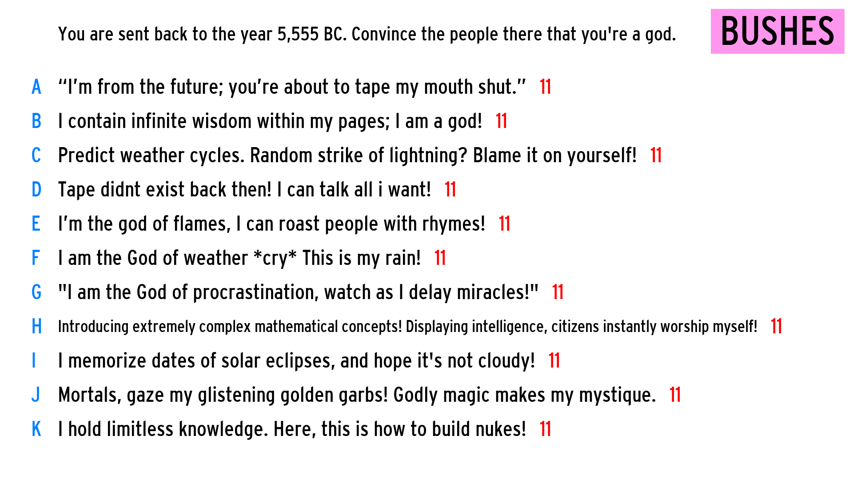 You are sent back to the year 5,555 BC. Convince the people there that you're a god.
BUSHES
A “I’m from the future; you’re about to tape my mouth shut.” 11
B I contain infinite wisdom within my pages; I am a god! 11
C Predict weather cycles. Random strike of lightning? Blame it on yourself! 11
D Tape didnt exist back then! I can talk all i want! 11
E I’m the god of flames, I can roast people with rhymes! 11
F I am the God of weather *cry* This is my rain! 11
G "I am the God of procrastination, watch as I delay miracles!" 11
H Introducing extremely complex mathematical concepts! Displaying intelligence, citizens instantly worship myself! 11
I I memorize dates of solar eclipses, and hope it's not cloudy! 11
J Mortals, gaze my glistening golden garbs! Godly magic makes my mystique. 11
K I hold limitless knowledge. Here, this is how to build nukes! 11